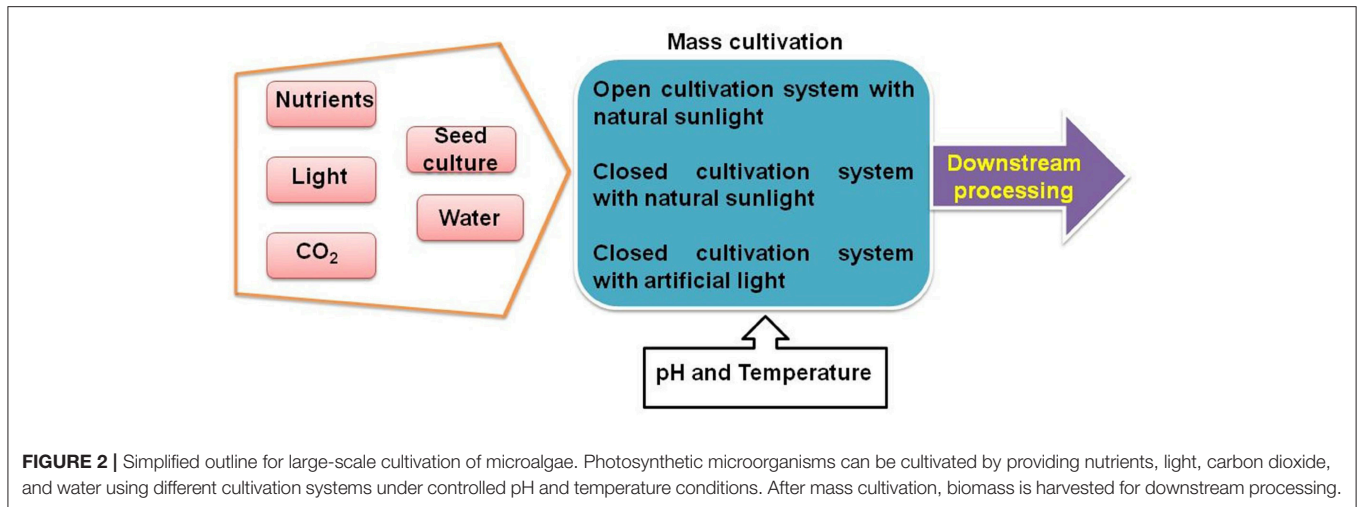 Mass cultivation
Nutrients
Light
CO₂
Seed
culture
Water
Open cultivation system with
natural sunlight
Closed cultivation system
with natural sunlight
Closed cultivation system
with artificial light
Downstream
processing
pH and Temperature
FIGURE 2 | Simplified outline for large-scale cultivation of microalgae. Photosynthetic microorganisms can be cultivated by providing nutrients, light, carbon dioxide,
and water using different cultivation systems under controlled pH and temperature conditions. After mass cultivation, biomass is harvested for downstream processing.